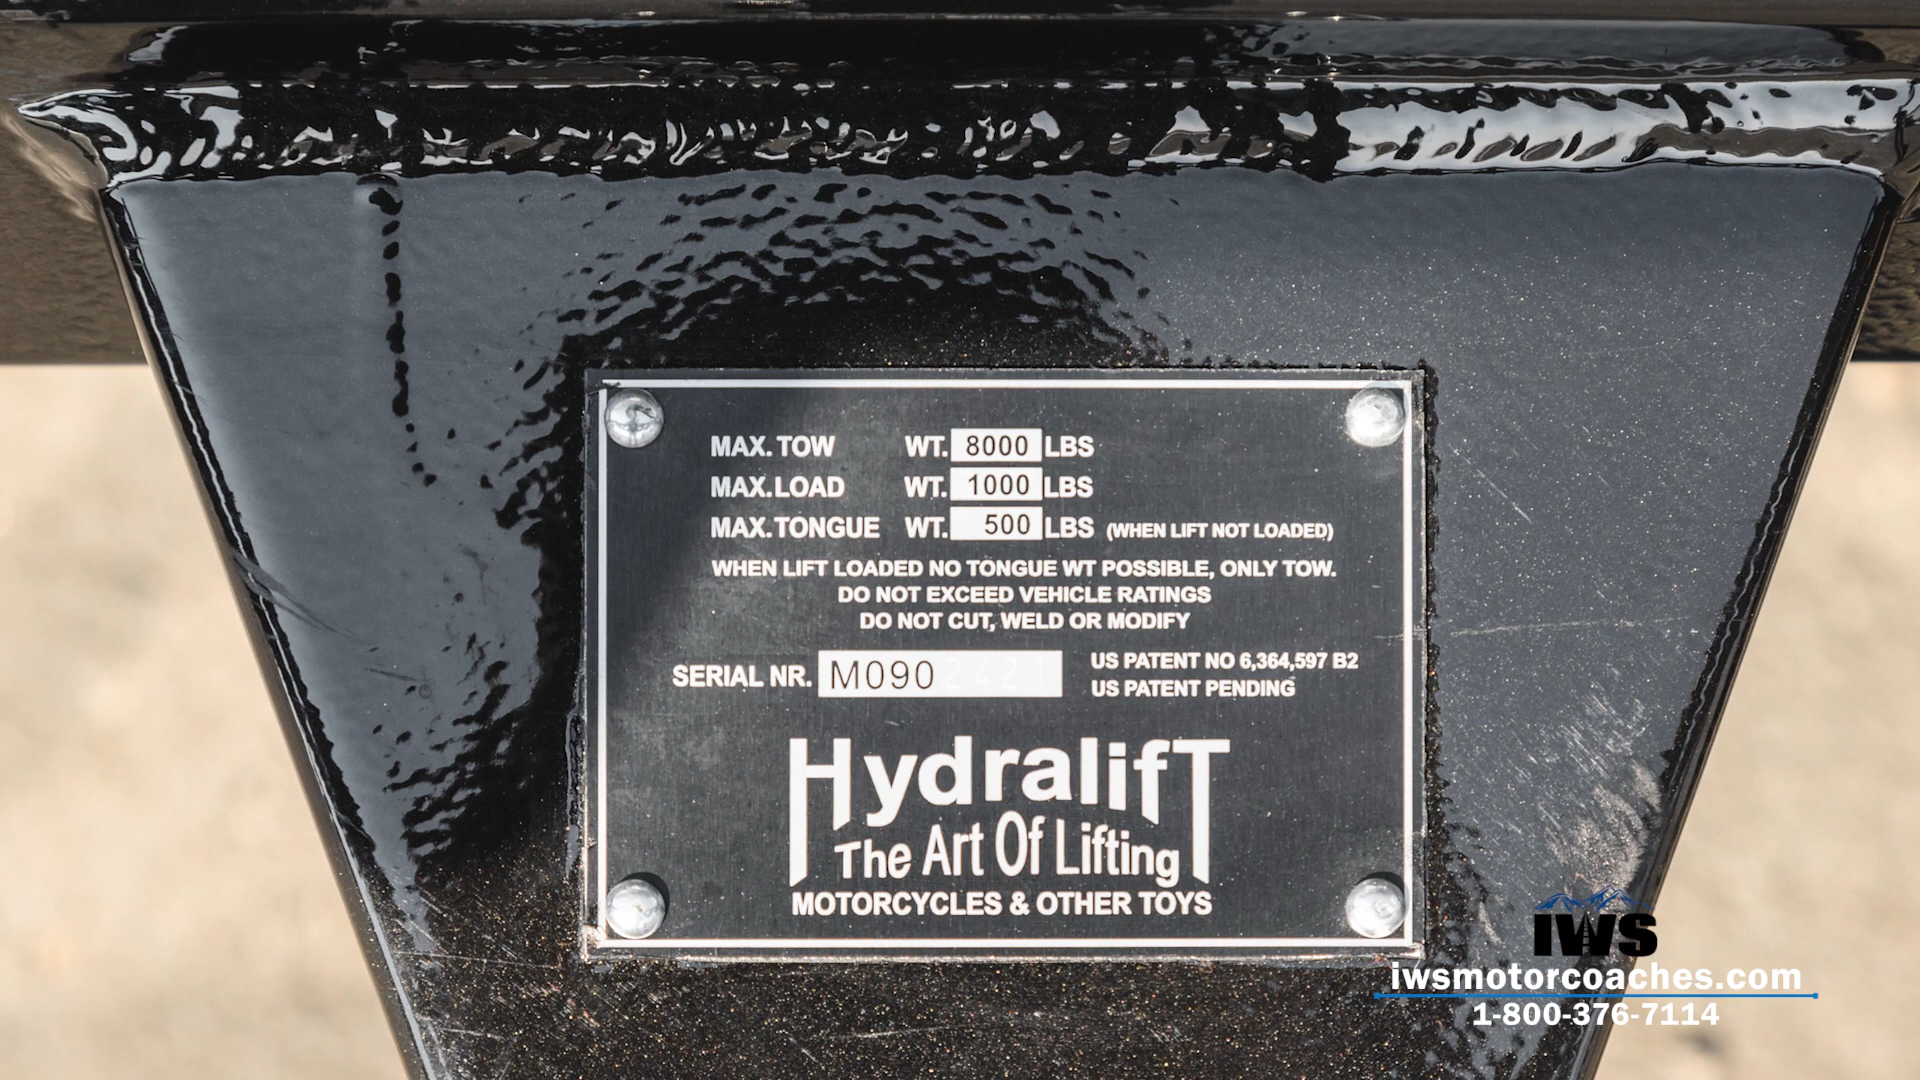 MAX. TOW WT. 8000 LBS
MAX. LOAD WT. 1000 LBS
MAX. TONGUE WT. 500 LBS (WHEN LIFT NOT LOADED)
WHEN LIFT LOADED NO TONGUE WT POSSIBLE, ONLY TOW.
DO NOT EXCEED VEHICLE RATINGS
DO NOT CUT, WELD OR MODIFY
SERIAL NR. M0902421
US PATENT NO 6,364,597 B2
US PATENT PENDING
HydralifT
The Art Of Lifting
MOTORCYCLES & OTHER TOYS
IWS
iwsmotorcoaches.com
1-800-376-7114